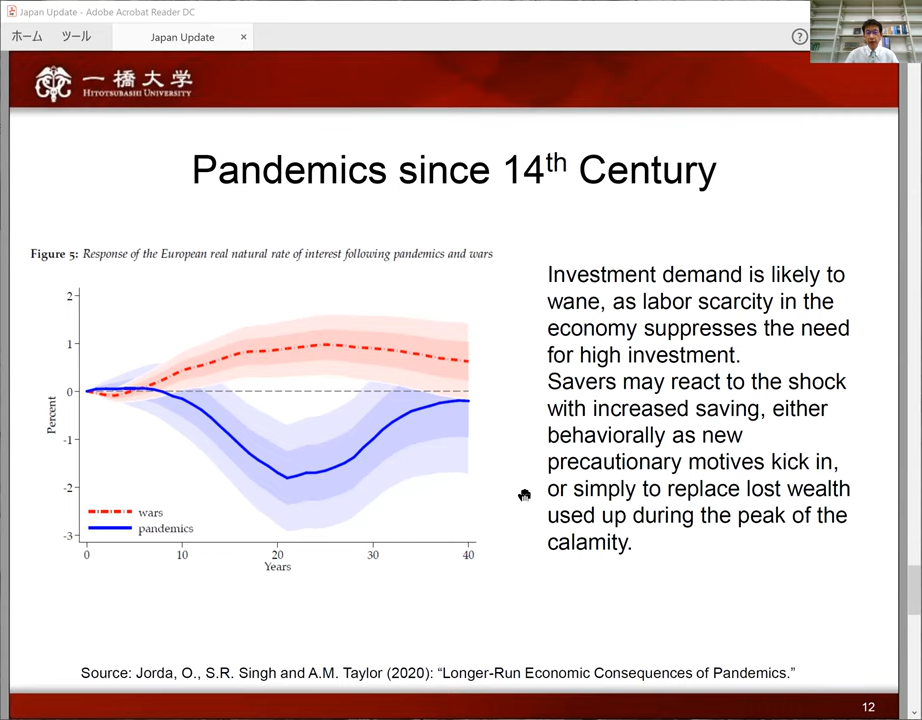 Japan Update - Adobe Acrobat Reader DC
ホーム ツール Japan Update ×
?
一橋大学
HITOTSUBASHI UNIVERSITY
Pandemics since 14th Century
Figure 5: Response of the European real natural rate of interest following pandemics and wars
2
1
0
-1
-2
-3
Percent
wars
pandemics
0 10 20 30 40
Years
Investment demand is likely to
wane, as labor scarcity in the
economy suppresses the need
for high investment.
Savers may react to the shock
with increased saving, either
behaviorally as new
precautionary motives kick in,
or simply to replace lost wealth
used up during the peak of the
calamity.
Source: Jorda, O., S.R. Singh and A.M. Taylor (2020): “Longer-Run Economic Consequences of Pandemics.”
12